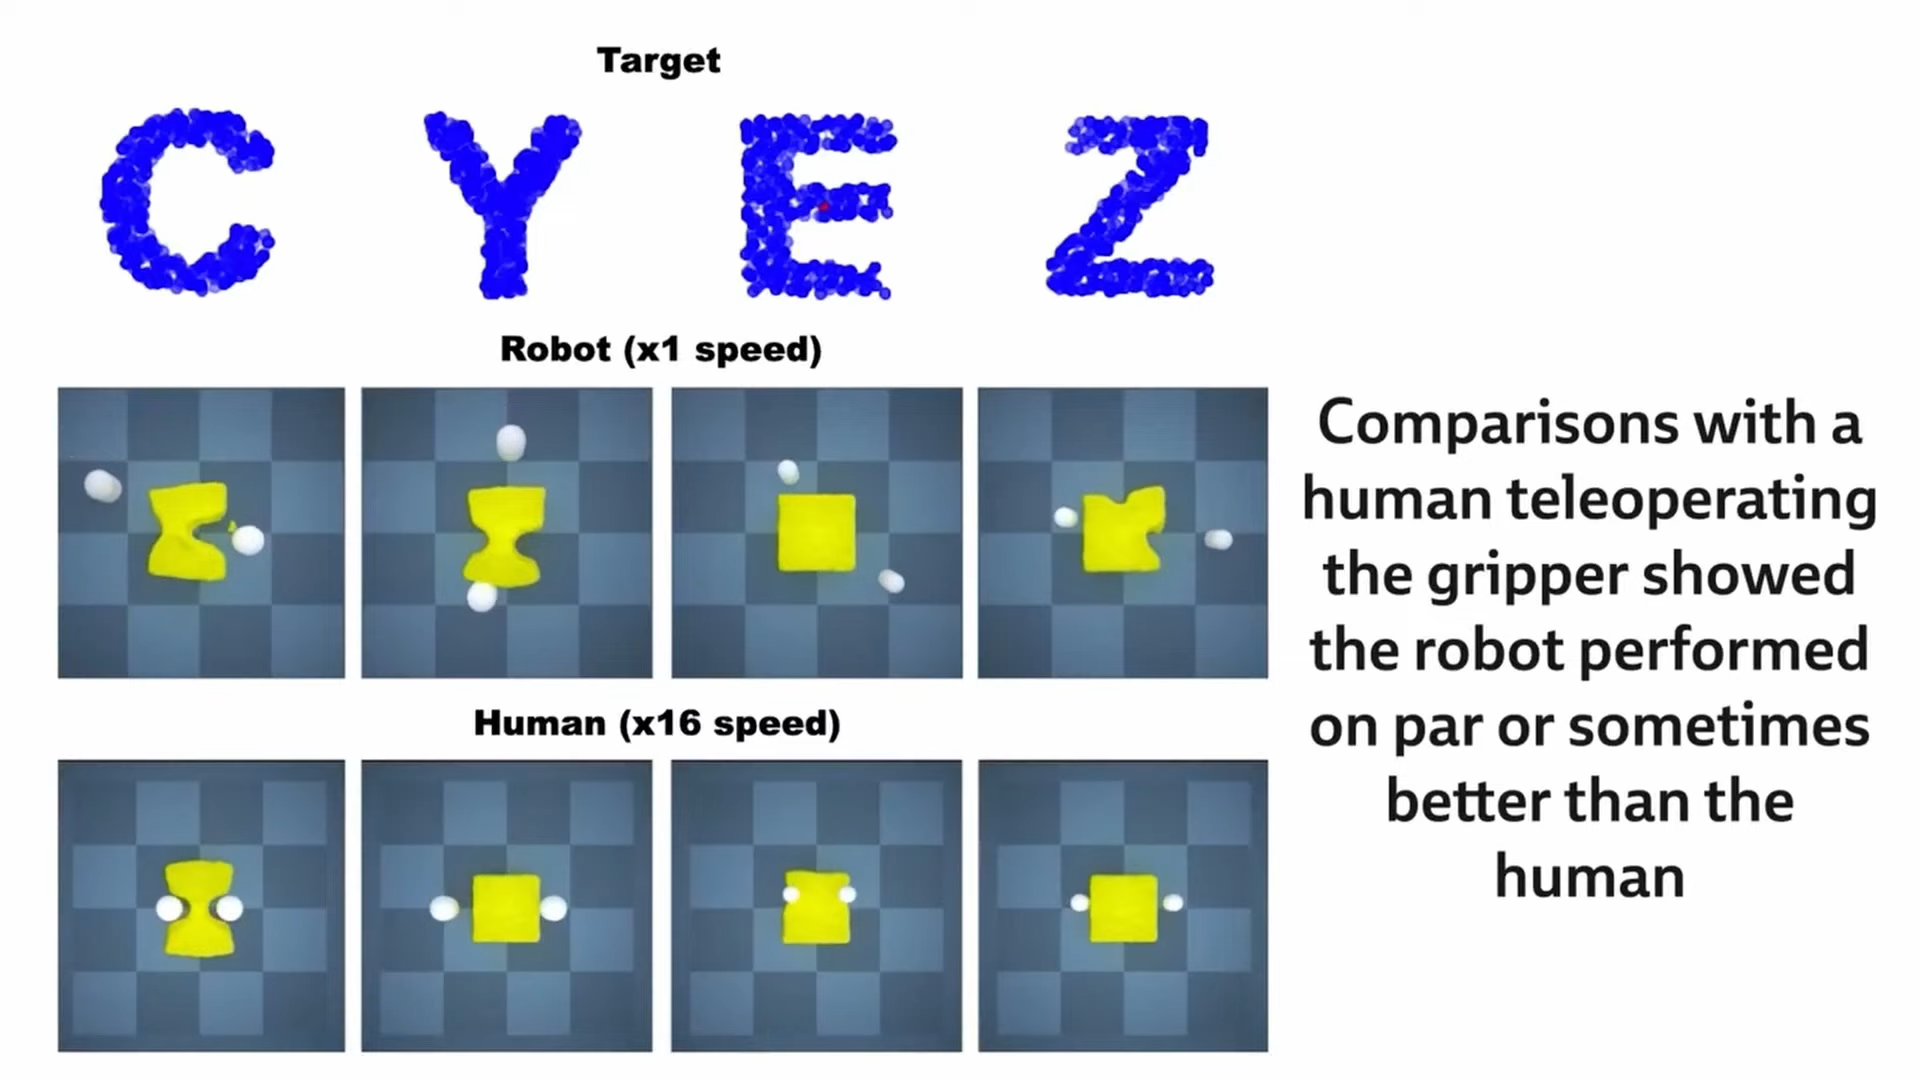 Target
C Y E Z
Robot (x1 speed)
Human (x16 speed)
Comparisons with a
human teleoperating
the gripper showed
the robot performed
on par or sometimes
better than the
human